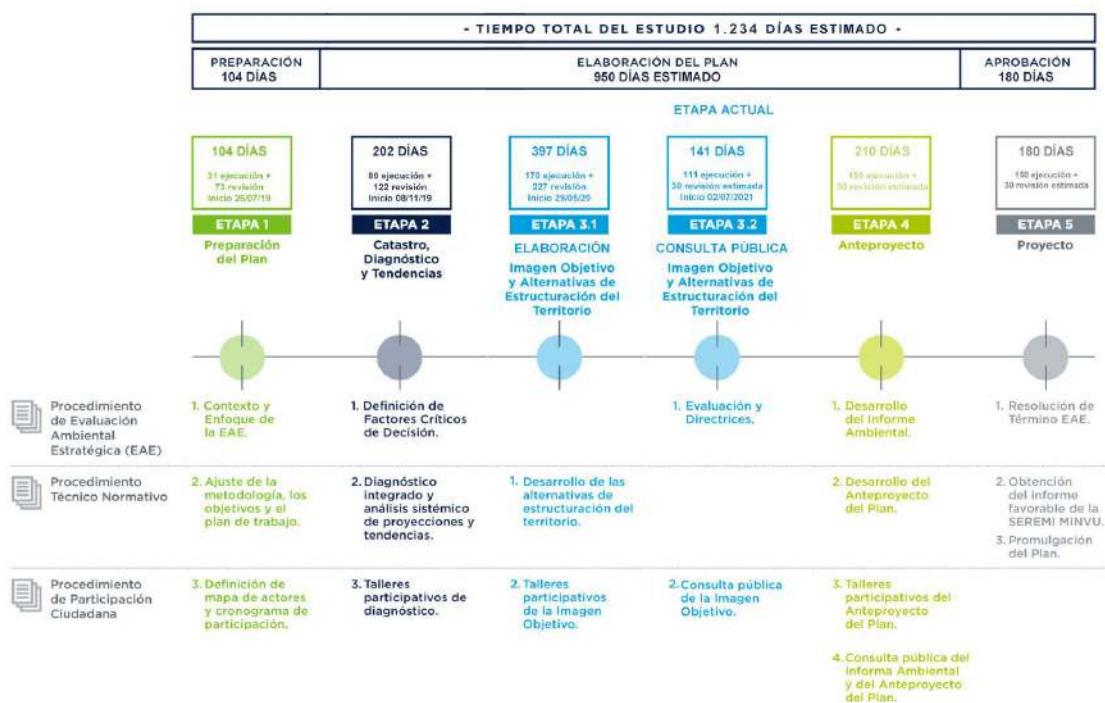 - TIEMPO TOTAL DEL ESTUDIO 1.234 DÍAS ESTIMADO -
PREPARACIÓN
104 DÍAS
ELABORACIÓN DEL PLAN
950 DÍAS ESTIMADO
APROBACIÓN
180 DÍAS
ETAPA ACTUAL
104 DÍAS
31 ejecución +
73 revisión
Inicio 26/07/19
ETAPA 1
Preparación
del Plan
202 DÍAS
80 ejecución +
122 revisión
Inicio 08/11/19
ETAPA 2
Catastro,
Diagnóstico
y Tendencias
397 DÍAS
170 ejecución +
227 revisión
ETAPA 3.1
ELABORACIÓN
Imagen Objetivo
y Alternativas de
Estructuración del
Territorio
141 DÍAS
111 ejecución +
30 revisión estimada
Inicio 02/07/2021
ETAPA 3.2
CONSULTA PÚBLICA
Imagen Objetivo
y Alternativas de
Estructuración del
Territorio
210 DÍAS
ejecución +
revisión estimada
ETAPA 4
Anteproyecto
180 DÍAS
150 ejecución +
30 revisión estimada
ETAPA 5
Proyecto
Procedimiento
de Evaluación
Ambiental
Estratégica (EAE)
1. Contexto y
Enfoque de
la EAE.
1. Definición de
Factores Críticos
de Decisión.
1. Evaluación y
Directrices.
1. Desarrollo
del Informe
Ambiental.
1. Resolución de
Término EAE.
Procedimiento
Técnico Normativo
2. Ajuste de la
metodología, los
objetivos y el
plan de trabajo.
2. Diagnóstico
integrado y
análisis sistémico
de proyecciones y
tendencias.
1. Desarrollo de las
alternativas de
estructuración del
territorio.
2. Desarrollo del
Anteproyecto
del Plan.
2. Obtención
del informe
favorable de la
SEREMI MINVU.
3. Promulgación
del Plan.
Procedimiento
de Participación
Ciudadana
3. Definición de
mapa de actores
y cronograma de
participación.
3. Talleres
participativos de
diagnóstico.
2. Talleres
participativos
de la Imagen
Objetivo.
2. Consulta pública
de la Imagen
Objetivo.
3. Talleres
participativos del
Anteproyecto
del Plan.
4. Consulta pública del
Informa Ambiental
y del Anteproyecto
del Plan.